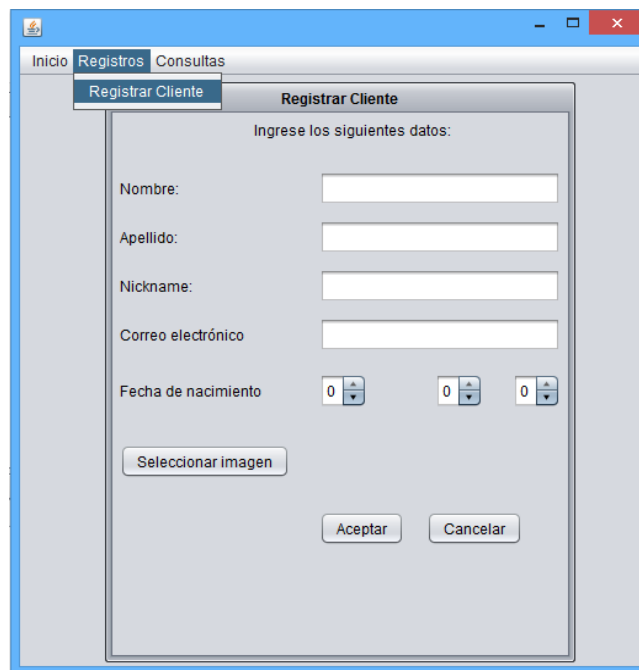 Inicio Registros Consultas
Registrar Cliente
Registrar Cliente
Ingrese los siguientes datos:
Nombre:
Apellido:
Nickname:
Correo electrónico
Fecha de nacimiento 0 0 0
Seleccionar imagen
Aceptar Cancelar